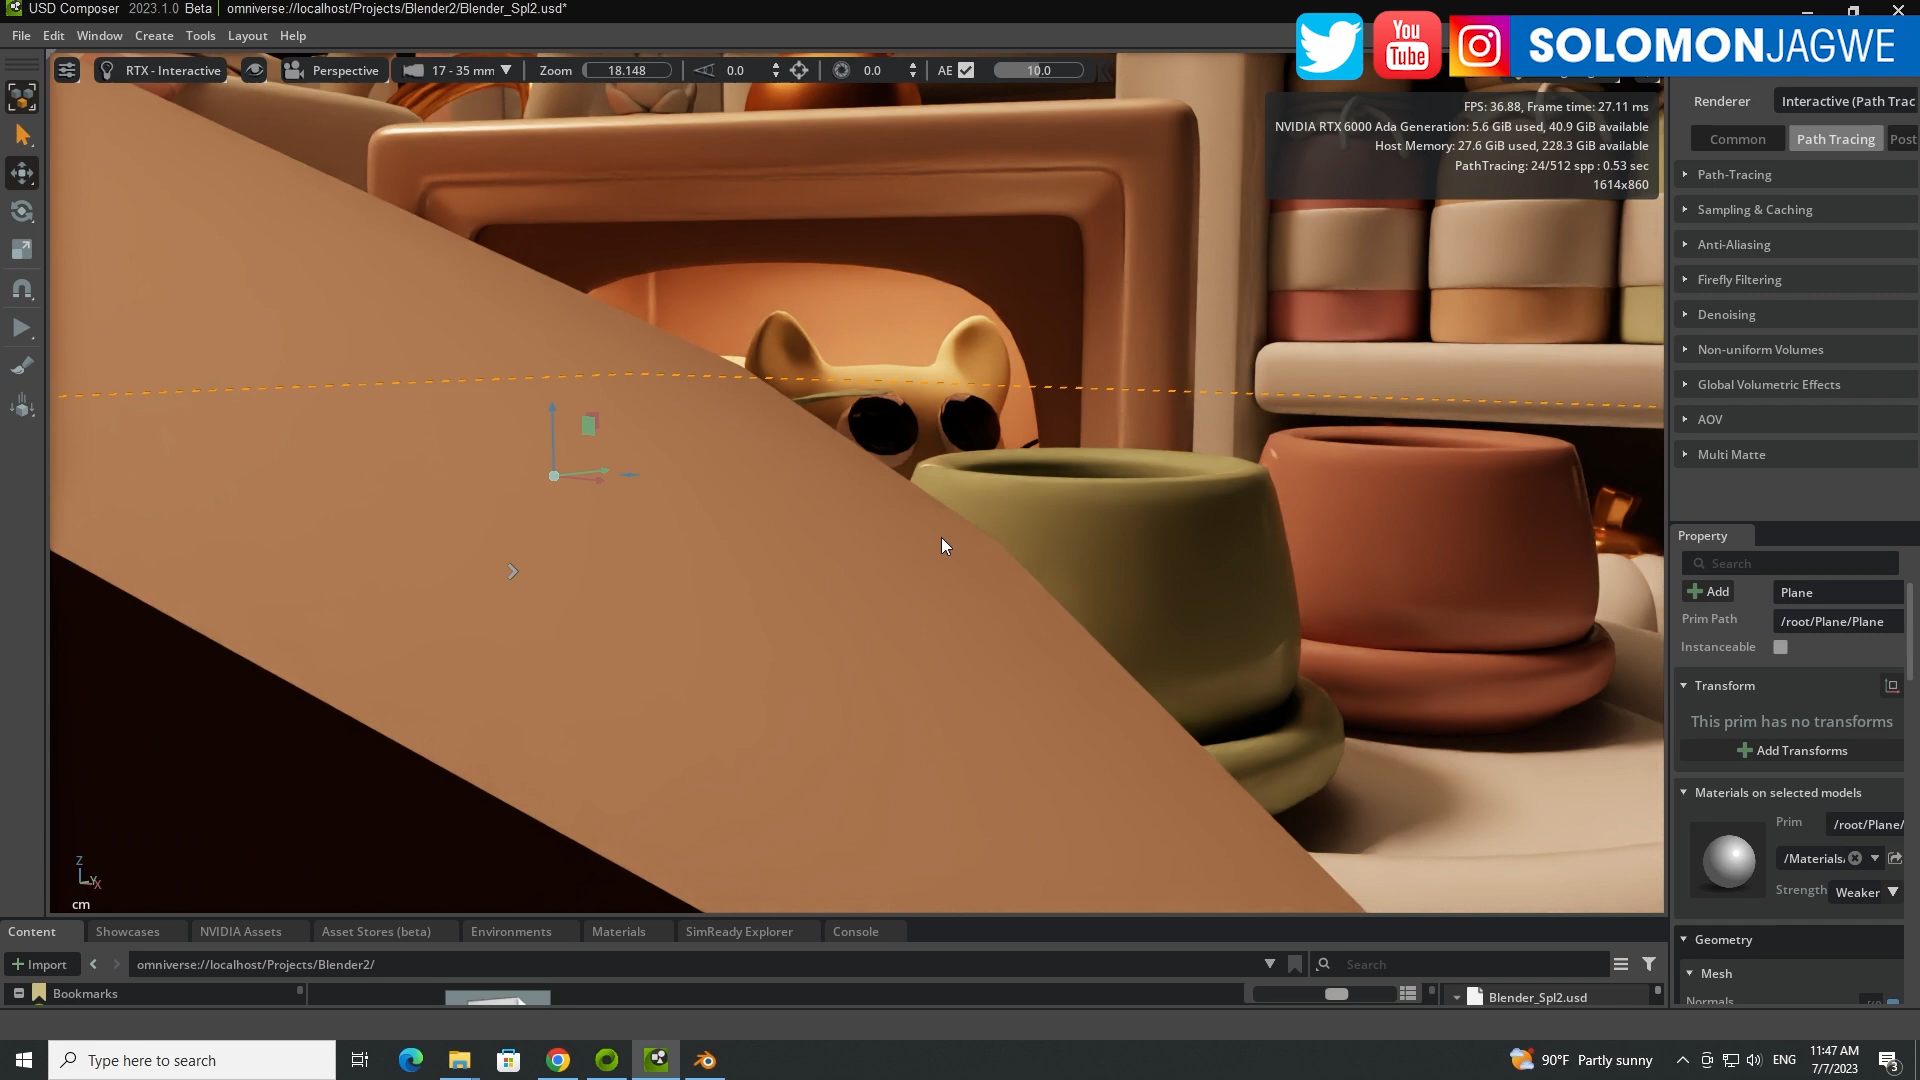 USD Composer 2023.1.0 Beta omniverse://localhost/Projects/Blender2/Blender_Spl2.usd*
File Edit Window Create Tools Layout Help
You
Tube
SOLOMONJAGWE
RTX - Interactive Perspective 17 - 35 mm Zoom 18.148 0.0 0.0 AE 10.0
FPS: 36.88, Frame time: 27.11 ms
NVIDIA RTX 6000 Ada Generation: 5.6 GiB used, 40.9 GiB available
Host Memory: 27.6 GiB used, 228.3 GiB available
PathTracing: 24/512 spp : 0.53 sec
1614x860
Renderer Interactive (Path Trac
Common Path Tracing Post
Path-Tracing
Sampling & Caching
Anti-Aliasing
Firefly Filtering
Denoising
Non-uniform Volumes
Global Volumetric Effects
AOV
Multi Matte
Property
Search
Add Plane
Prim Path /root/Plane/Plane
Instanceable
Transform
This prim has no transforms
Add Transforms
Materials on selected models
Prim /root/Plane/
/Materials/
Strength Weaker
Geometry
Mesh
Normals
Z
Y
X
cm
Content Showcases NVIDIA Assets Asset Stores (beta) Environments Materials SimReady Explorer Console
Import omniverse://localhost/Projects/Blender2/ Search
Bookmarks Blender_Spl2.usd
Type here to search 90°F Partly sunny ENG 11:47 AM
7/7/2023
3